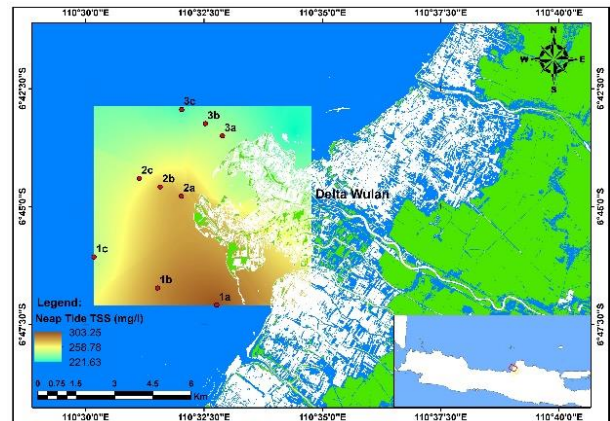 110°30'0"E 110°32'30"E 110°35'0"E 110°37'30"E 110°40'0"E
N
W E
S
6°42'30"S 6°42'30"S
3c
3b
3a
2c
2b
2a
Delta Wulan
6°45'0"S 6°45'0"S
1c
1b
1a
6°47'30"S 6°47'30"S
Legend:
Neap Tide TSS (mg/l)
303.25
258.78
221.63
0 0.75 1.5 3 4.5 6
Km
110°30'0"E 110°32'30"E 110°35'0"E 110°37'30"E 110°40'0"E